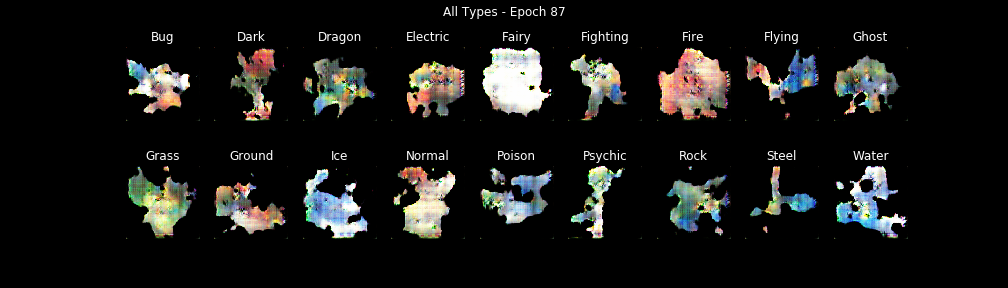 All Types - Epoch 87
Bug Dark Dragon Electric Fairy Fighting Fire Flying Ghost
Grass Ground Ice Normal Poison Psychic Rock Steel Water